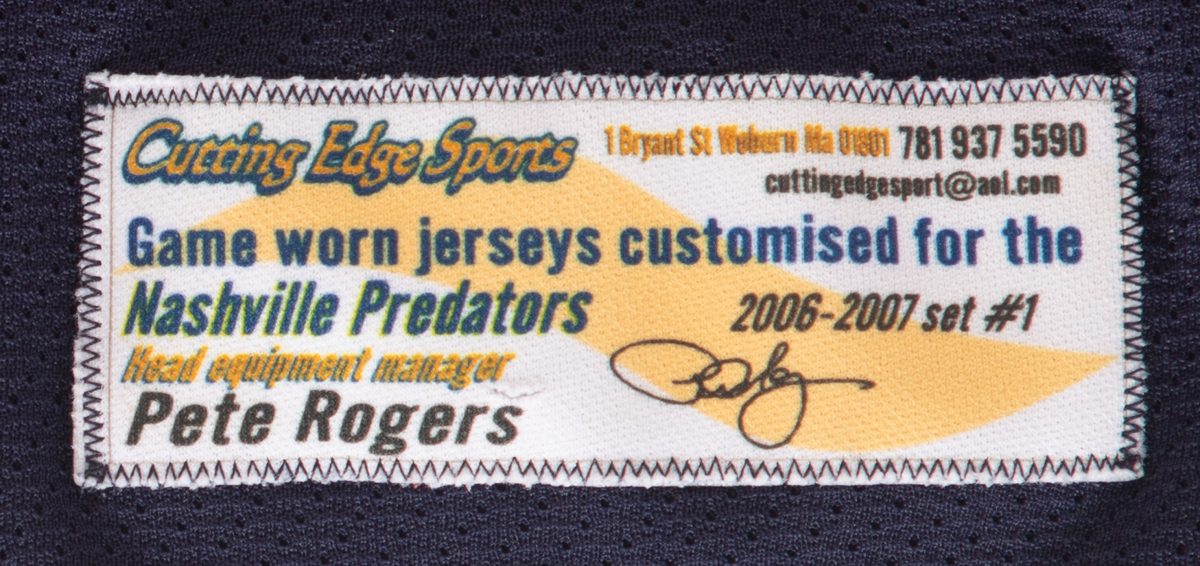 Cutting Edge Sports 1 Bryant St Woburn Ma 01801 781 937 5590
cuttingedgesport@aol.com
Game worn jerseys customised for the
Nashville Predators 2006-2007 set #1
Head equipment manager
Pete Rogers